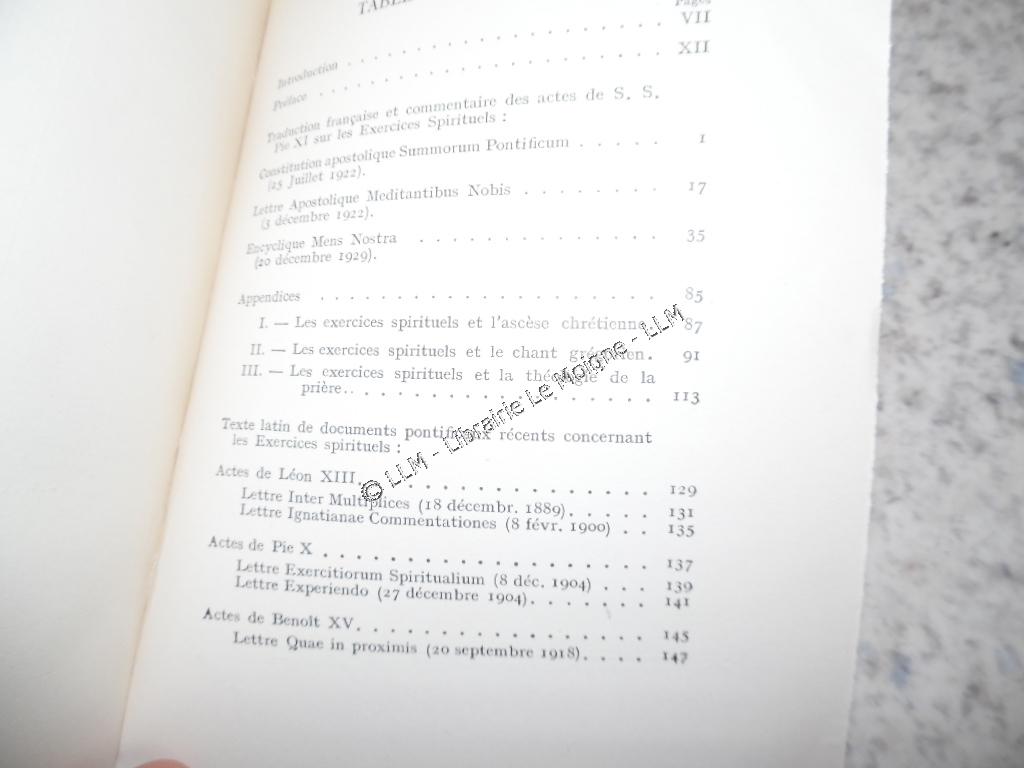 TABLE
Pages
Introduction . . . . . . . . . . . . . . . . . VII
Préface . . . . . . . . . . . . . . . . . . XII
Traduction française et commentaire des actes de S. S.
Pie XI sur les Exercices Spirituels :
Constitution apostolique Summorum Pontificum . . . . . 1
(25 Juillet 1922).
Lettre Apostolique Meditantibus Nobis . . . . . . . . 17
(3 décembre 1922).
Encyclique Mens Nostra . . . . . . . . . . . . 35
(20 décembre 1929).
Appendices . . . . . . . . . . . . . . . . . 85
I. — Les exercices spirituels et l'ascèse chrétienne. 87
II. — Les exercices spirituels et le chant grégorien. 91
III. — Les exercices spirituels et la théologie de la
prière. . . . . . . . . . . . . . . . . 113
Texte latin de documents pontificaux récents concernant
les Exercices spirituels :
Actes de Léon XIII. . . . . . . . . . . . . . . 129
Lettre Inter Multiplices (18 décembr. 1889). . . . . 131
Lettre Ignatianae Commentationes (8 févr. 1900) . . 135
Actes de Pie X . . . . . . . . . . . . . . . . 137
Lettre Exercitiorum Spiritualium (8 déc. 1904) . . . 139
Lettre Experiendo (27 décembre 1904). . . . . . . 141
Actes de Benoît XV. . . . . . . . . . . . . . . 145
Lettre Quae in proximis (20 septembre 1918). . . . 147
© LLM - Librairie Le Moigne - LLM